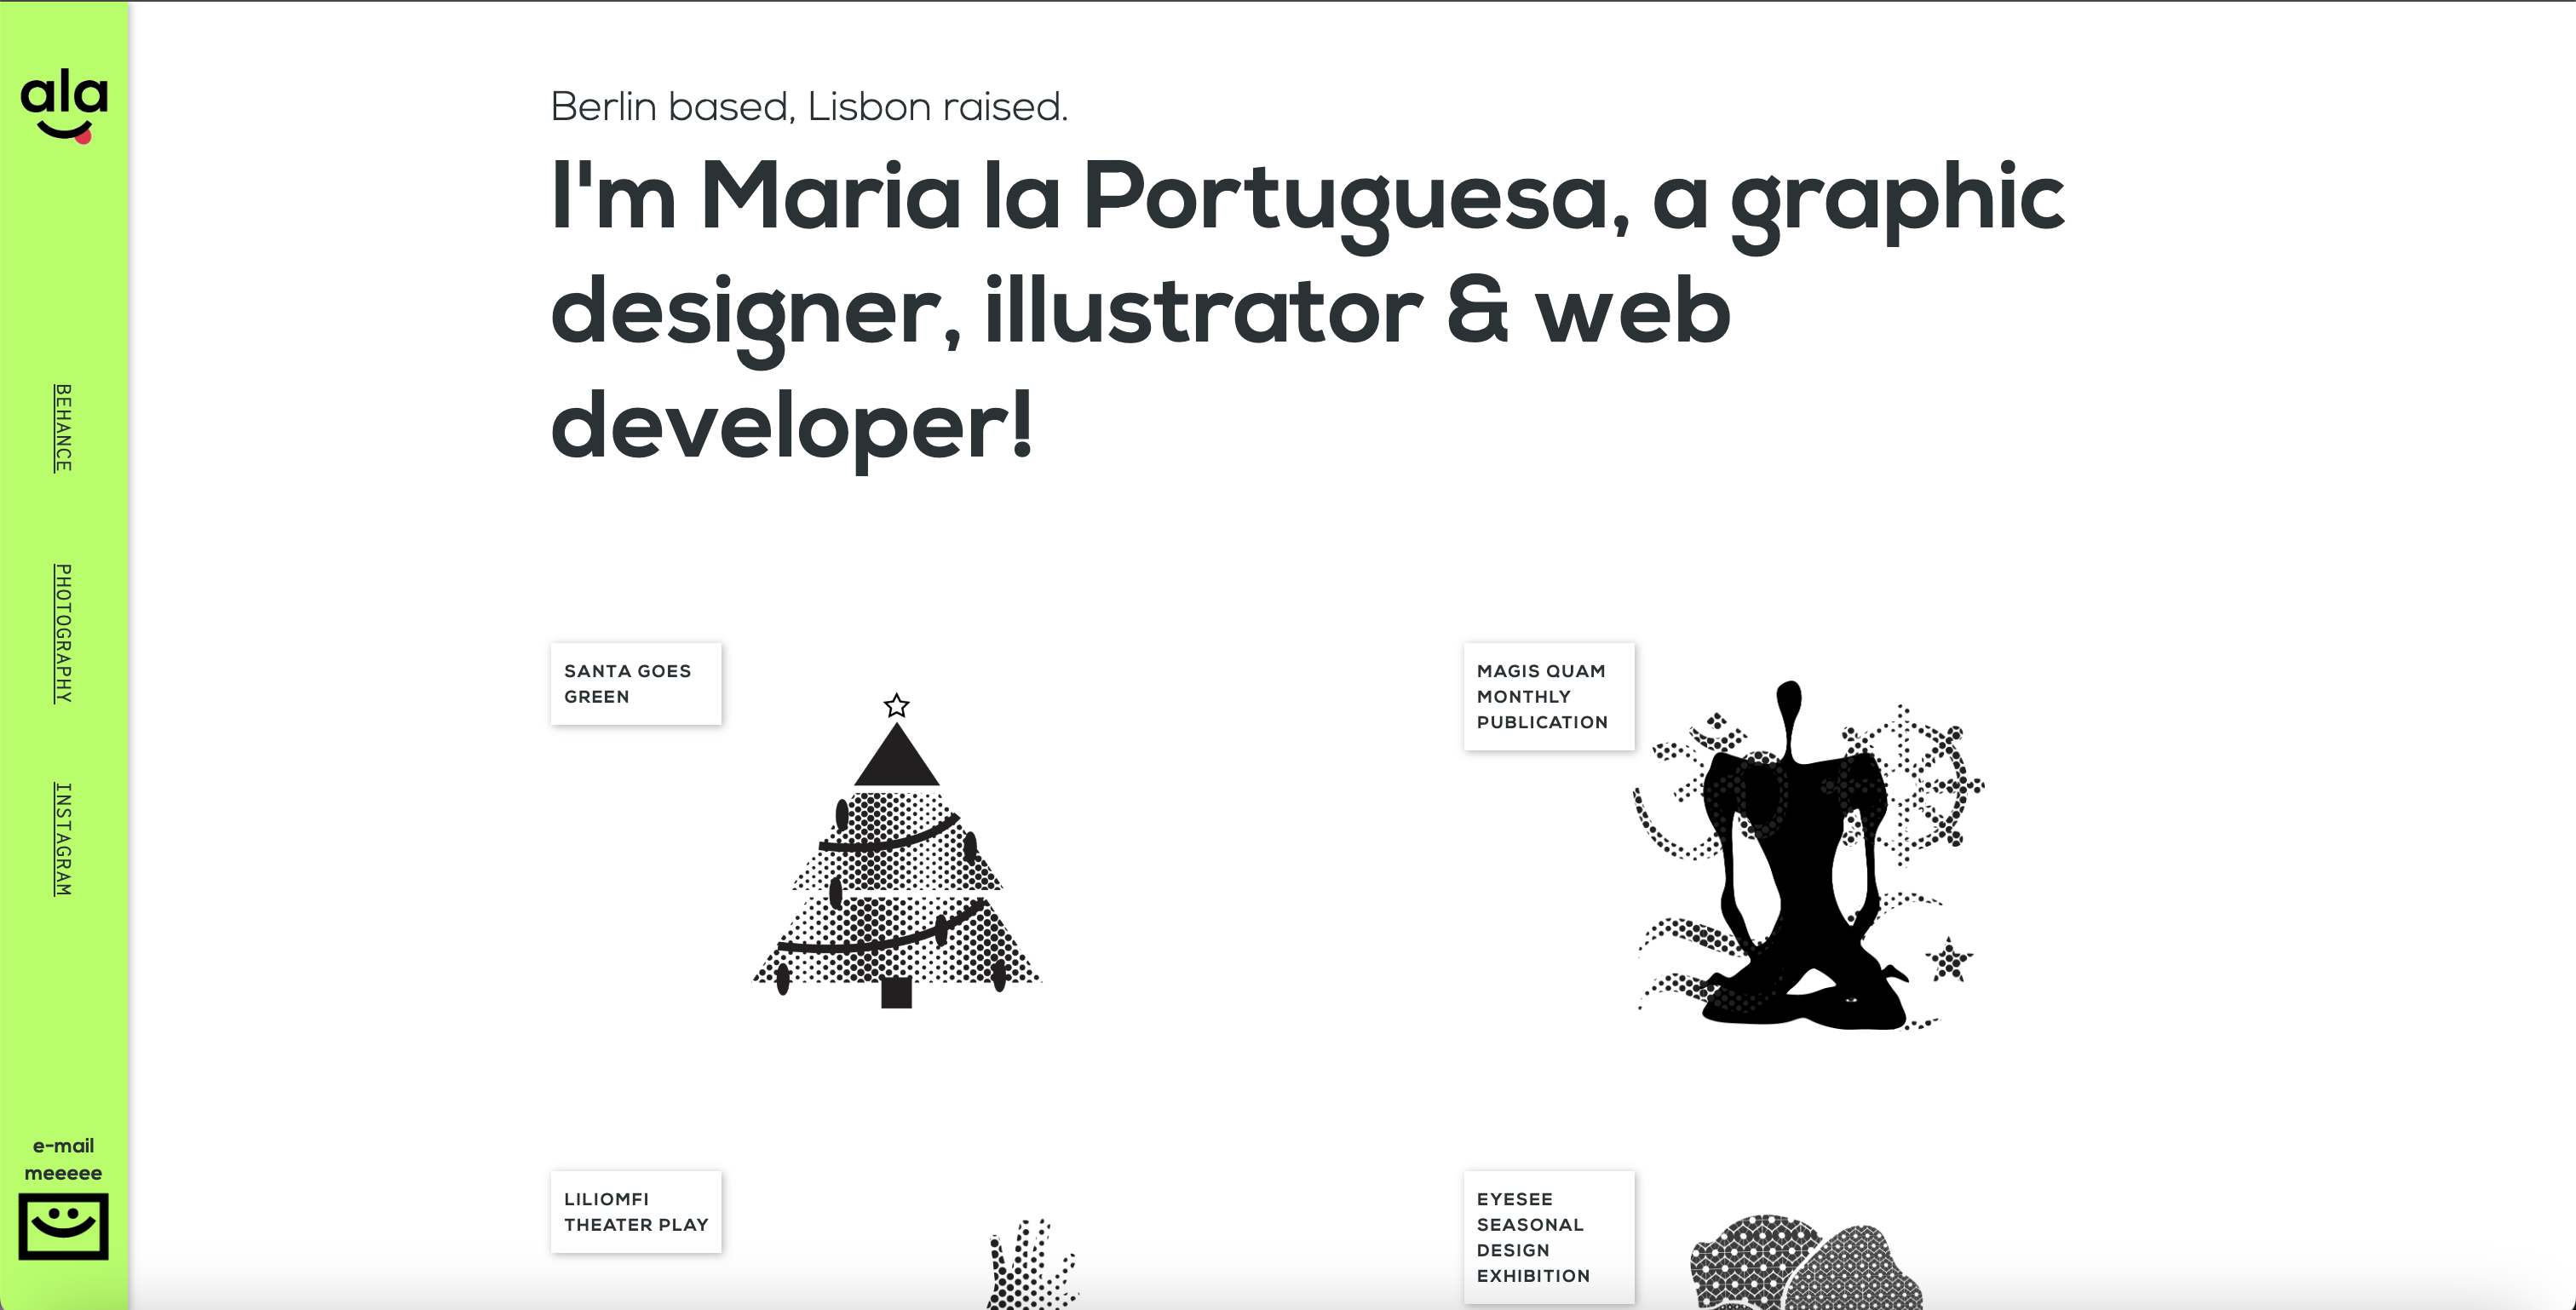 ala
BEHANCE
PHOTOGRAPHY
INSTAGRAM
e-mail
meeeee
Berlin based, Lisbon raised.
I'm Maria la Portuguesa, a graphic
designer, illustrator & web
developer!
SANTA GOES
GREEN
MAGIS QUAM
MONTHLY
PUBLICATION
LILIOMFI
THEATER PLAY
EYESEE
SEASONAL
DESIGN
EXHIBITION